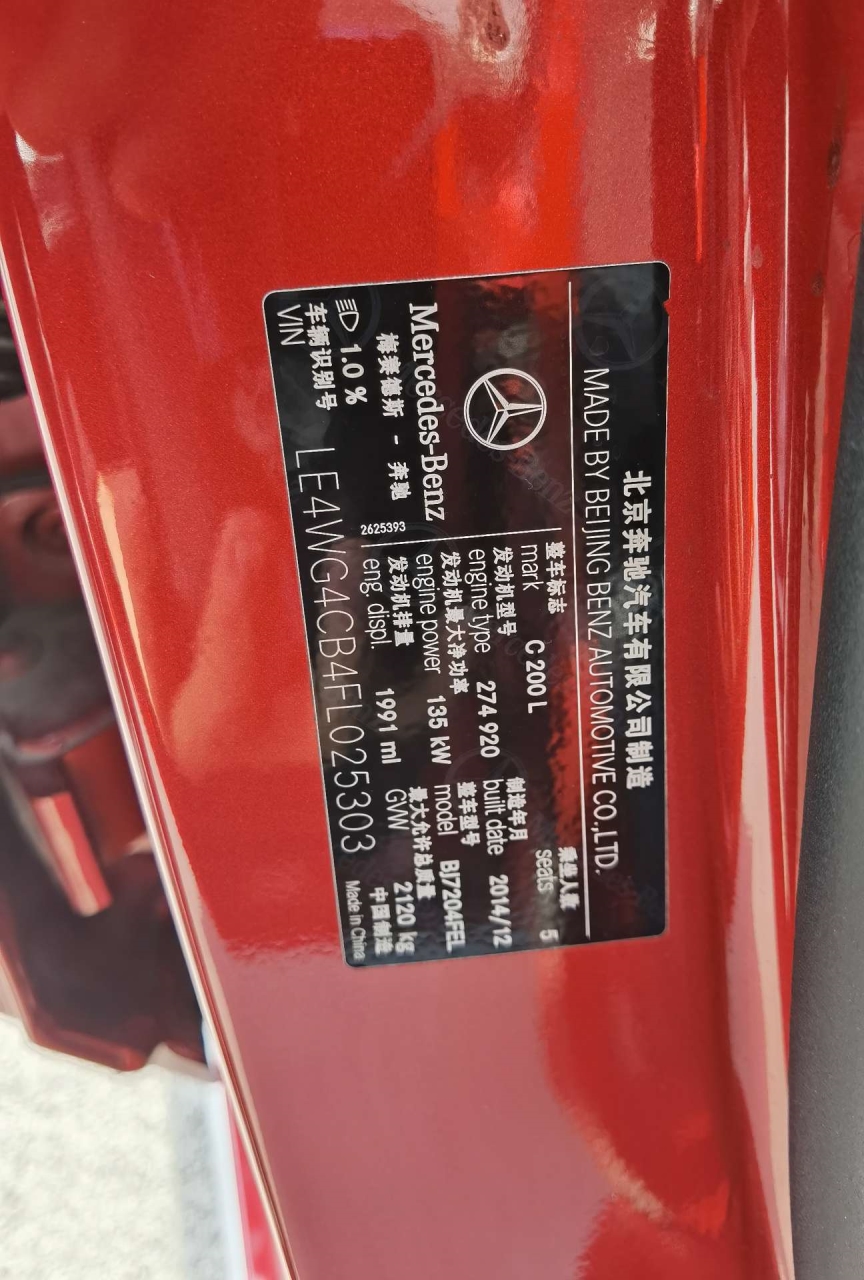 北京奔驰汽车有限公司制造
MADE BY BEIJING BENZ AUTOMOTIVE CO.,LTD.
Mercedes-Benz
梅赛德斯 - 奔驰
1.0 %
2625393
整车标志
mark C 200 L
乘坐人数
seats 5
发动机型号
engine type 274 920
制造年月
built date 2014/12
发动机最大净功率
engine power 135 kW
整车型号
model BJ7204FEL
发动机排量
eng. displ. 1991 ml
最大允许总质量
GVW 2120 kg
车辆识别号
VIN LE4WG4CB4FL025303
中国制造
Made in China